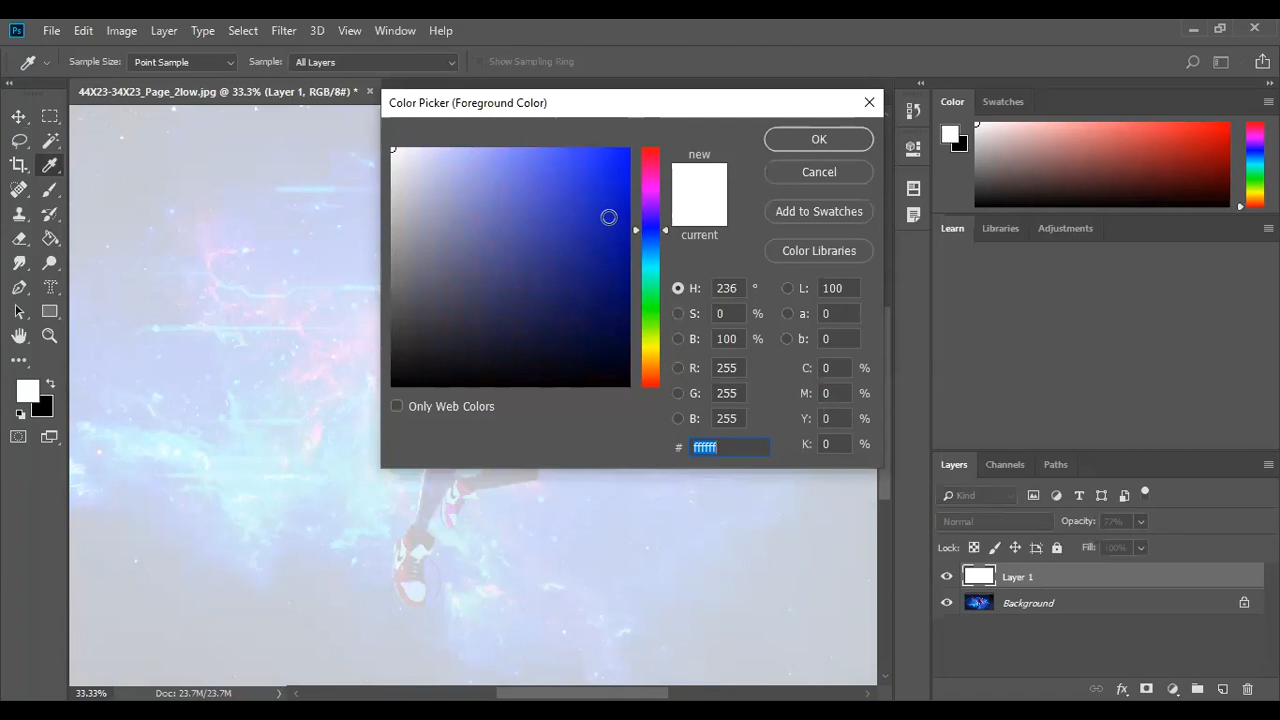 Ps File Edit Image Layer Type Select Filter 3D View Window Help
Sample Size: Point Sample Sample: All Layers Show Sampling Ring
44X23-34X23_Page_2low.jpg @ 33.3% (Layer 1, RGB/8#) *
Color Picker (Foreground Color)
Color Swatches
new
OK
Cancel
Add to Swatches
current
Color Libraries
Learn Libraries Adjustments
H: 236 ° L: 100
S: 0 % a: 0
B: 100 % b: 0
R: 255 C: 0 %
G: 255 M: 0 %
Only Web Colors
B: 255 Y: 0 %
# ffffff K: 0 %
Layers Channels Paths
Kind
Normal Opacity: 77%
Lock: Fill: 100%
Layer 1
Background
33.33% Doc: 23.7M/23.7M
fx